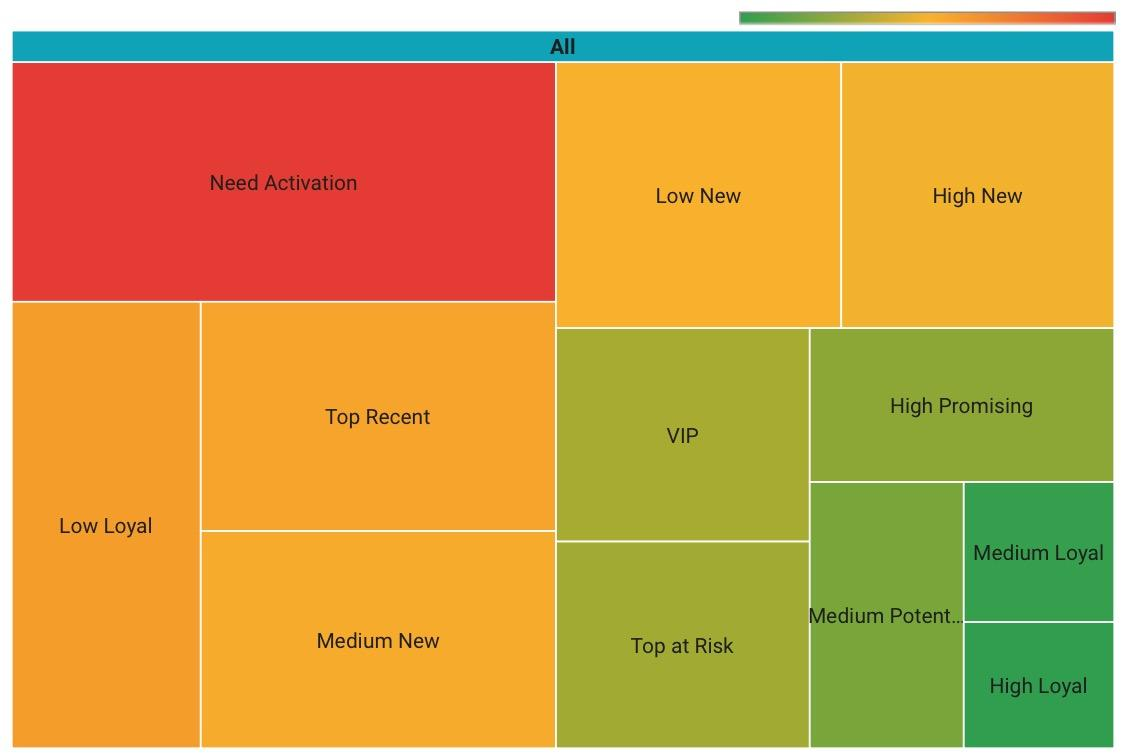 All
Need Activation
Low New
High New
Low Loyal
Top Recent
Medium New
VIP
High Promising
Top at Risk
Medium Potent...
Medium Loyal
High Loyal